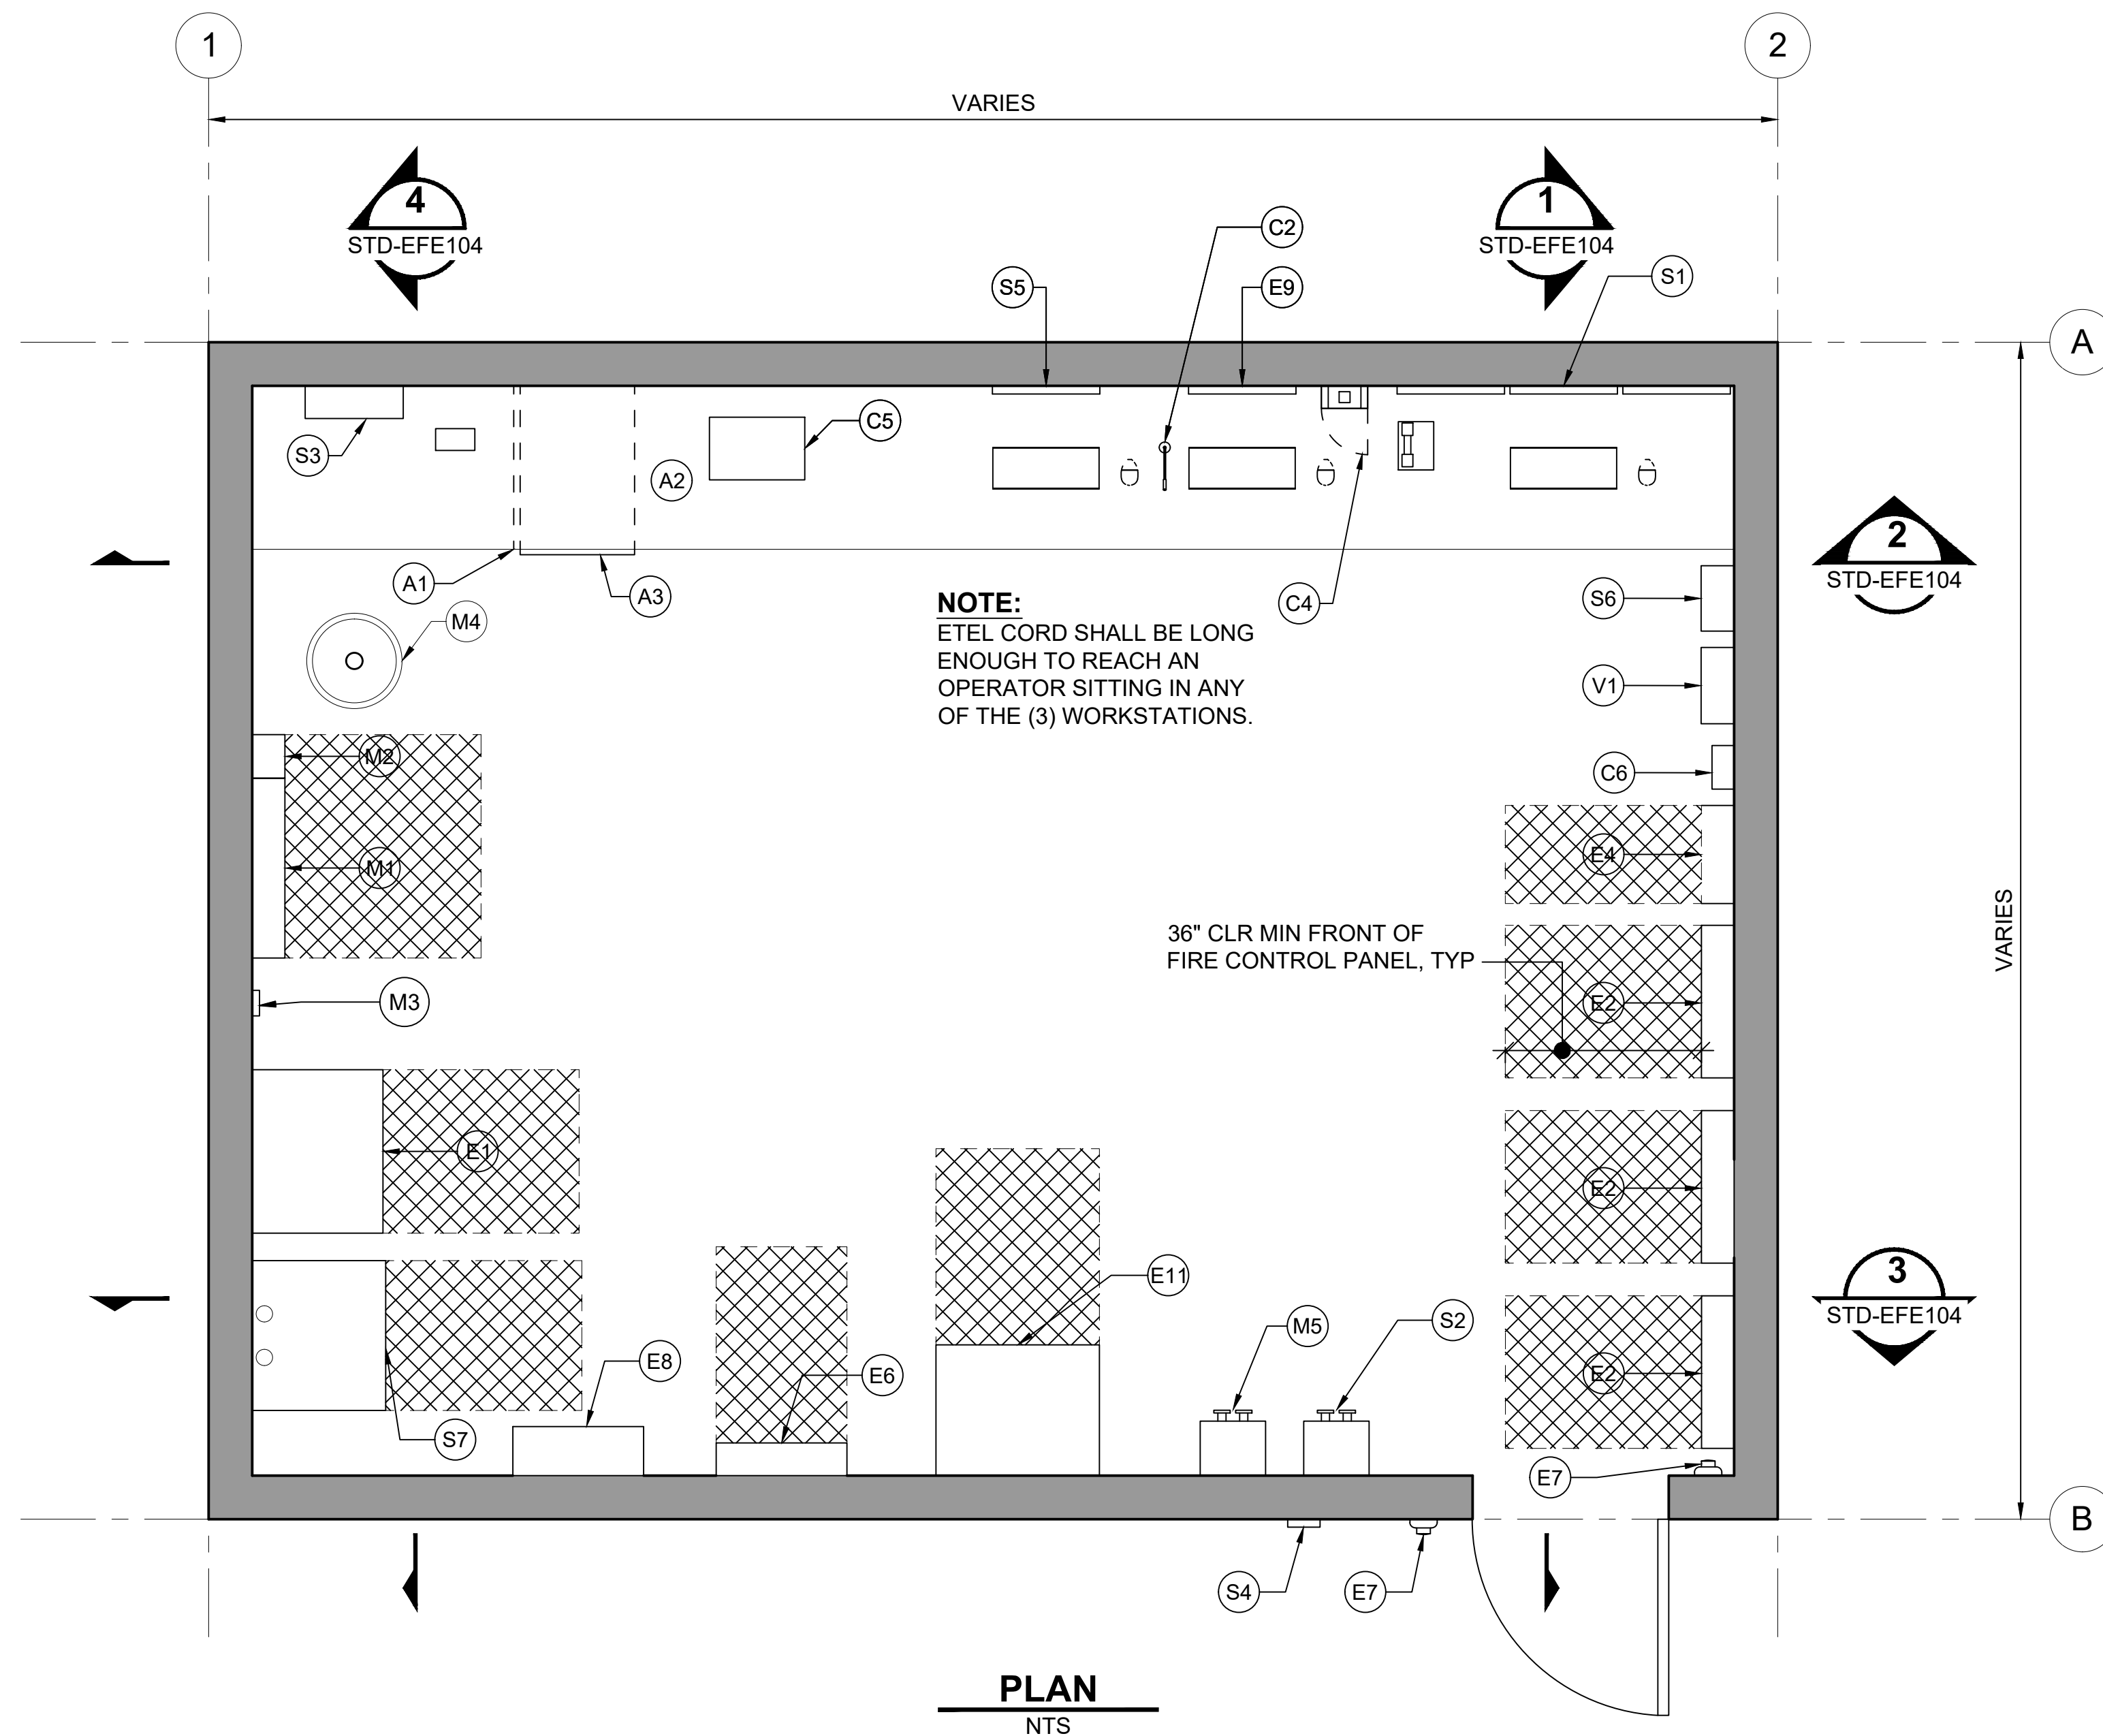 1
2
VARIES
4
STD-EFE104
1
STD-EFE104
C2
S5
E9
S1
A
S3
C5
A2
2
STD-EFE104
A1
A3
M4
C4
S6
NOTE:
ETEL CORD SHALL BE LONG
ENOUGH TO REACH AN
OPERATOR SITTING IN ANY
OF THE (3) WORKSTATIONS.
V1
M2
C6
M1
E4
VARIES
36" CLR MIN FRONT OF
FIRE CONTROL PANEL, TYP
M3
E2
E1
E2
E11
3
STD-EFE104
M5
S2
E8
E6
E2
S7
E7
B
S4
E7
PLAN
NTS